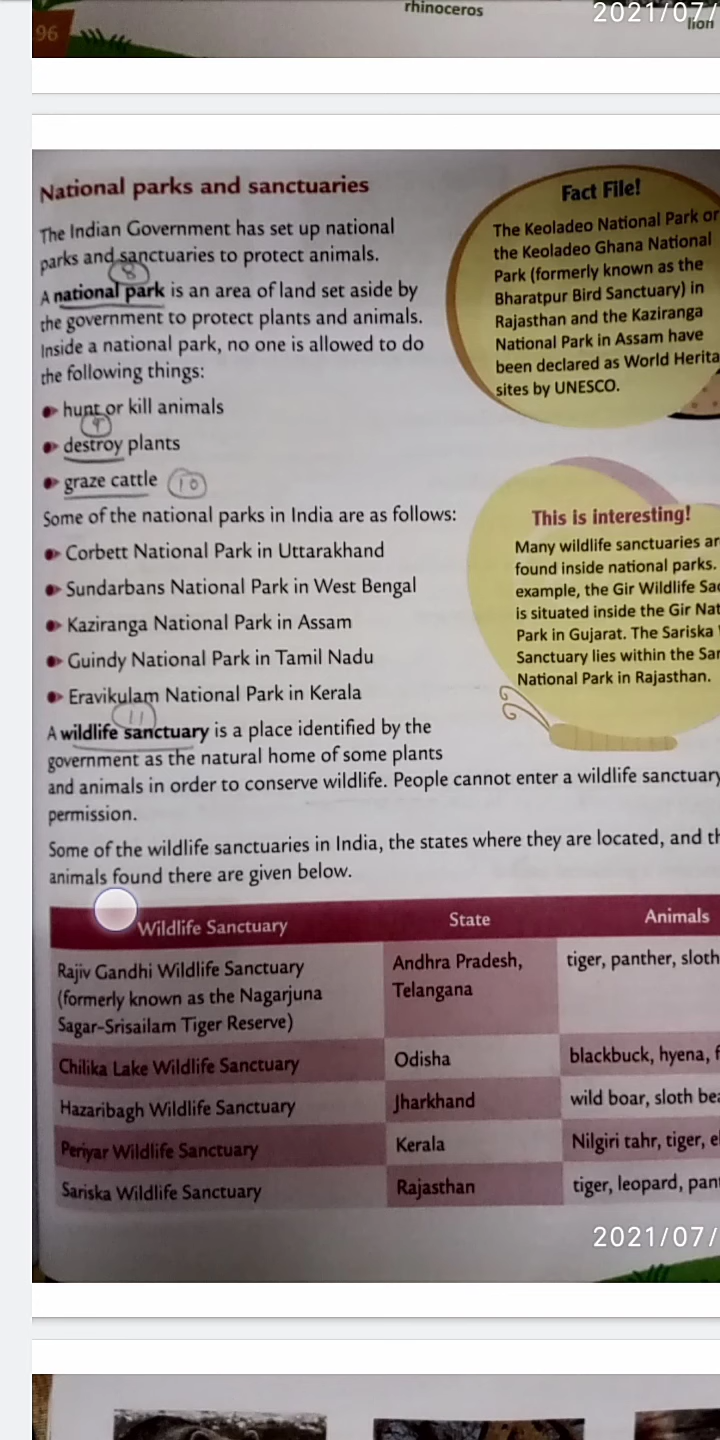 rhinoceros
2021/07/
lion
96
National parks and sanctuaries
The Indian Government has set up national
parks and sanctuaries to protect animals.
8
A national park is an area of land set aside by
the government to protect plants and animals.
Inside a national park, no one is allowed to do
the following things:
hunt or kill animals
9
destroy plants
graze cattle 10
Some of the national parks in India are as follows:
Corbett National Park in Uttarakhand
Sundarbans National Park in West Bengal
Kaziranga National Park in Assam
Guindy National Park in Tamil Nadu
Eravikulam National Park in Kerala
11
A wildlife sanctuary is a place identified by the
government as the natural home of some plants
and animals in order to conserve wildlife. People cannot enter a wildlife sanctuary
permission.
Some of the wildlife sanctuaries in India, the states where they are located, and th
animals found there are given below.
Fact File!
The Keoladeo National Park or
the Keoladeo Ghana National
Park (formerly known as the
Bharatpur Bird Sanctuary) in
Rajasthan and the Kaziranga
National Park in Assam have
been declared as World Herita
sites by UNESCO.
This is interesting!
Many wildlife sanctuaries ar
found inside national parks.
example, the Gir Wildlife Sa
is situated inside the Gir Nat
Park in Gujarat. The Sariska
Sanctuary lies within the Sar
National Park in Rajasthan.
Wildlife Sanctuary State Animals
Rajiv Gandhi Wildlife Sanctuary Andhra Pradesh, tiger, panther, sloth
(formerly known as the Nagarjuna Telangana
Sagar-Srisailam Tiger Reserve)
Chilika Lake Wildlife Sanctuary Odisha blackbuck, hyena, f
Hazaribagh Wildlife Sanctuary Jharkhand wild boar, sloth bea
Periyar Wildlife Sanctuary Kerala Nilgiri tahr, tiger, el
Sariska Wildlife Sanctuary Rajasthan tiger, leopard, pan
2021/07/